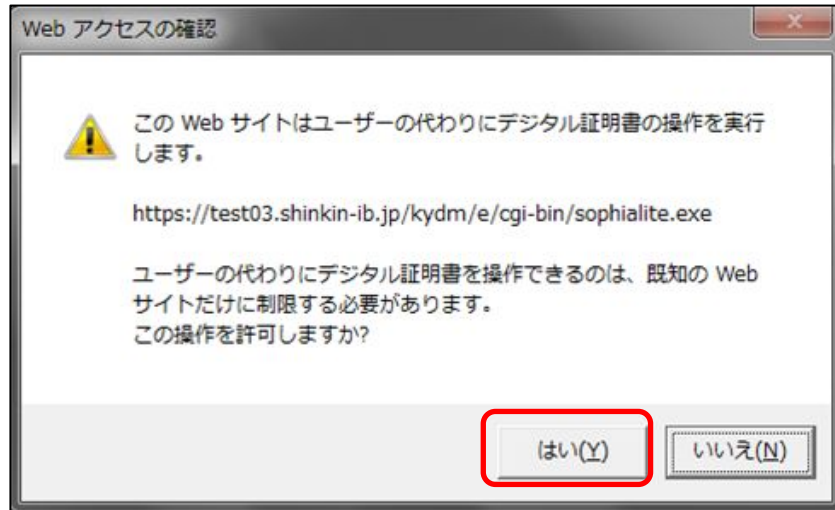 Web アクセスの確認
この Web サイトはユーザーの代わりにデジタル証明書の操作を実行
します。
https://test03.shinkin-ib.jp/kydm/e/cgi-bin/sophialite.exe
ユーザーの代わりにデジタル証明書を操作できるのは、既知の Web
サイトだけに制限する必要があります。
この操作を許可しますか?
はい(Y) いいえ(N)